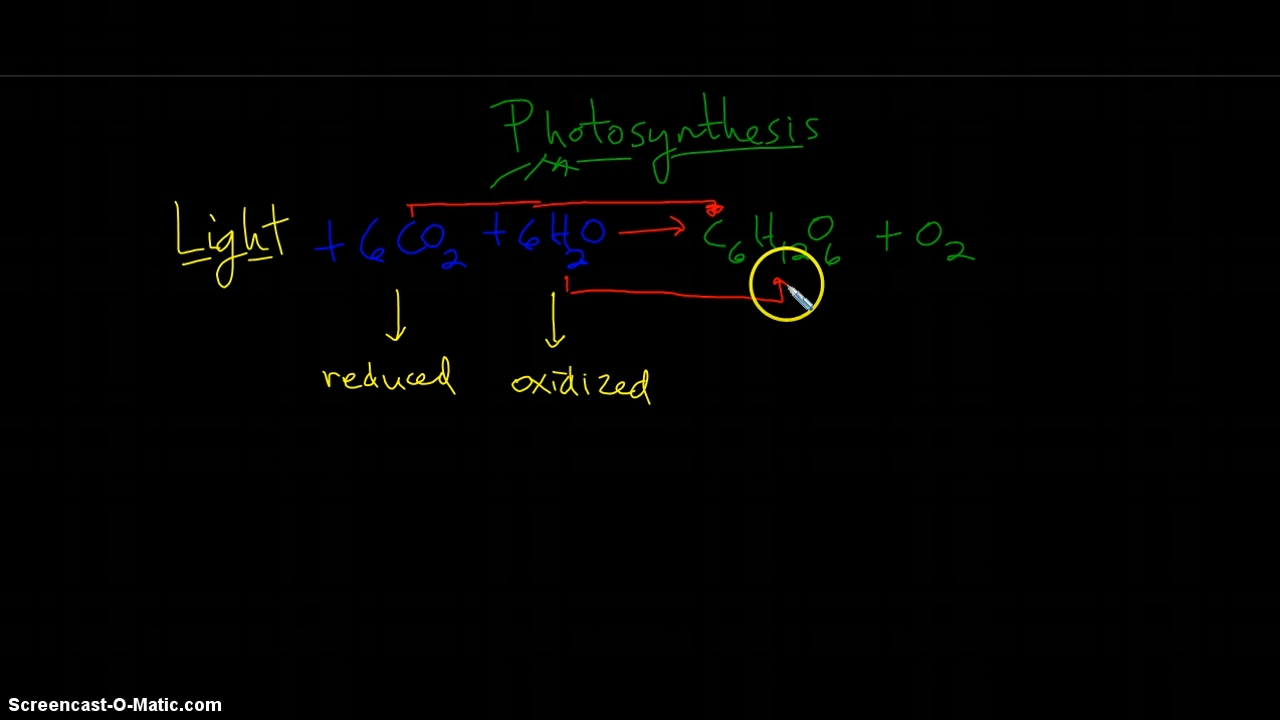 Photosynthesis
Light + 6CO₂ + 6H₂O → C₆H₁₂O₆ + O₂
reduced oxidized
Screencast-O-Matic.com